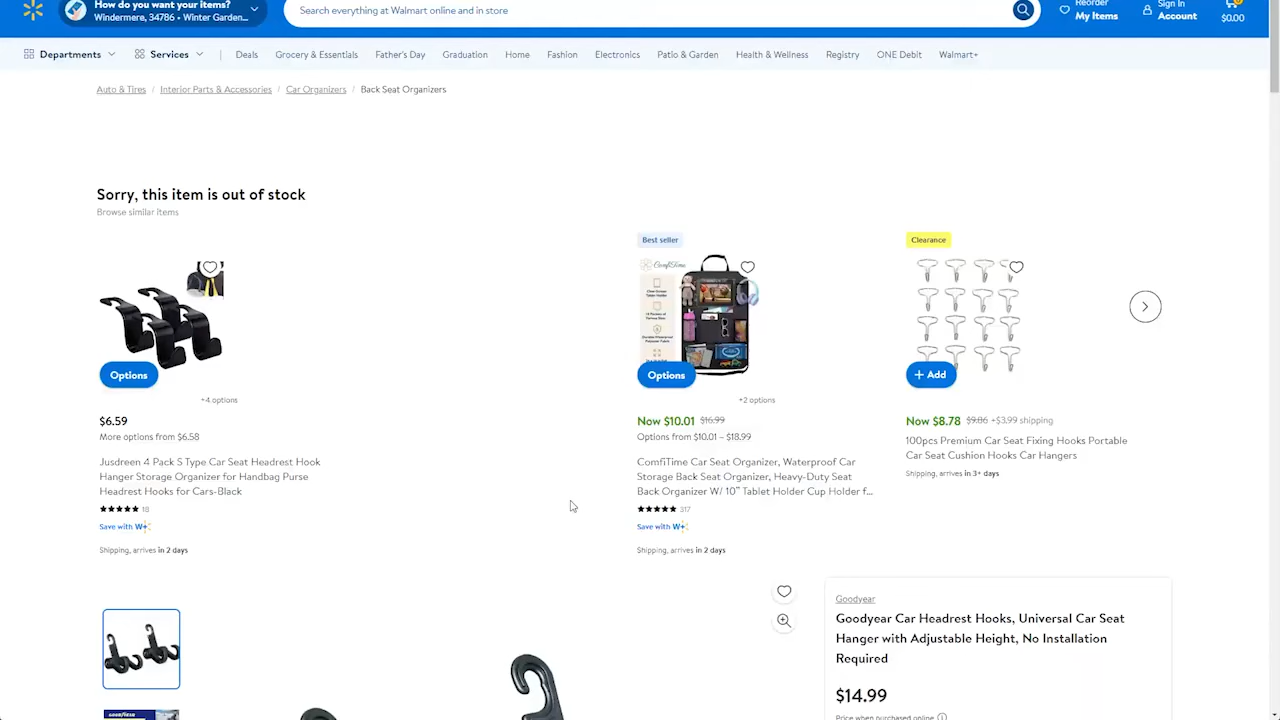 How do you want your items?
Search everything at Walmart online and in store
Reorder
My Items
Sign In
Account
Windermere, 34786 • Winter Garden...
$0.00
Departments
Services
Deals
Grocery & Essentials
Father's Day
Graduation
Home
Fashion
Electronics
Patio & Garden
Health & Wellness
Registry
ONE Debit
Walmart+
Auto & Tires / Interior Parts & Accessories / Car Organizers / Back Seat Organizers
Sorry, this item is out of stock
Browse similar items
Options
+4 options
$6.59
More options from $6.58
Jusdreen 4 Pack S Type Car Seat Headrest Hook
Hanger Storage Organizer for Handbag Purse
Headrest Hooks for Cars-Black
18
Save with W+
Shipping, arrives in 2 days
Best seller
ComfiTime
Options
+2 options
Now $10.01 $16.99
Options from $10.01 – $18.99
ComfiTime Car Seat Organizer, Waterproof Car
Storage Back Seat Organizer, Heavy-Duty Seat
Back Organizer W/ 10" Tablet Holder Cup Holder f...
317
Save with W+
Shipping, arrives in 2 days
Clearance
+ Add
Now $8.78 $9.86 +$3.99 shipping
100pcs Premium Car Seat Fixing Hooks Portable
Car Seat Cushion Hooks Car Hangers
Shipping, arrives in 3+ days
GOODYEAR
Goodyear
Goodyear Car Headrest Hooks, Universal Car Seat
Hanger with Adjustable Height, No Installation
Required
$14.99
Price when purchased online